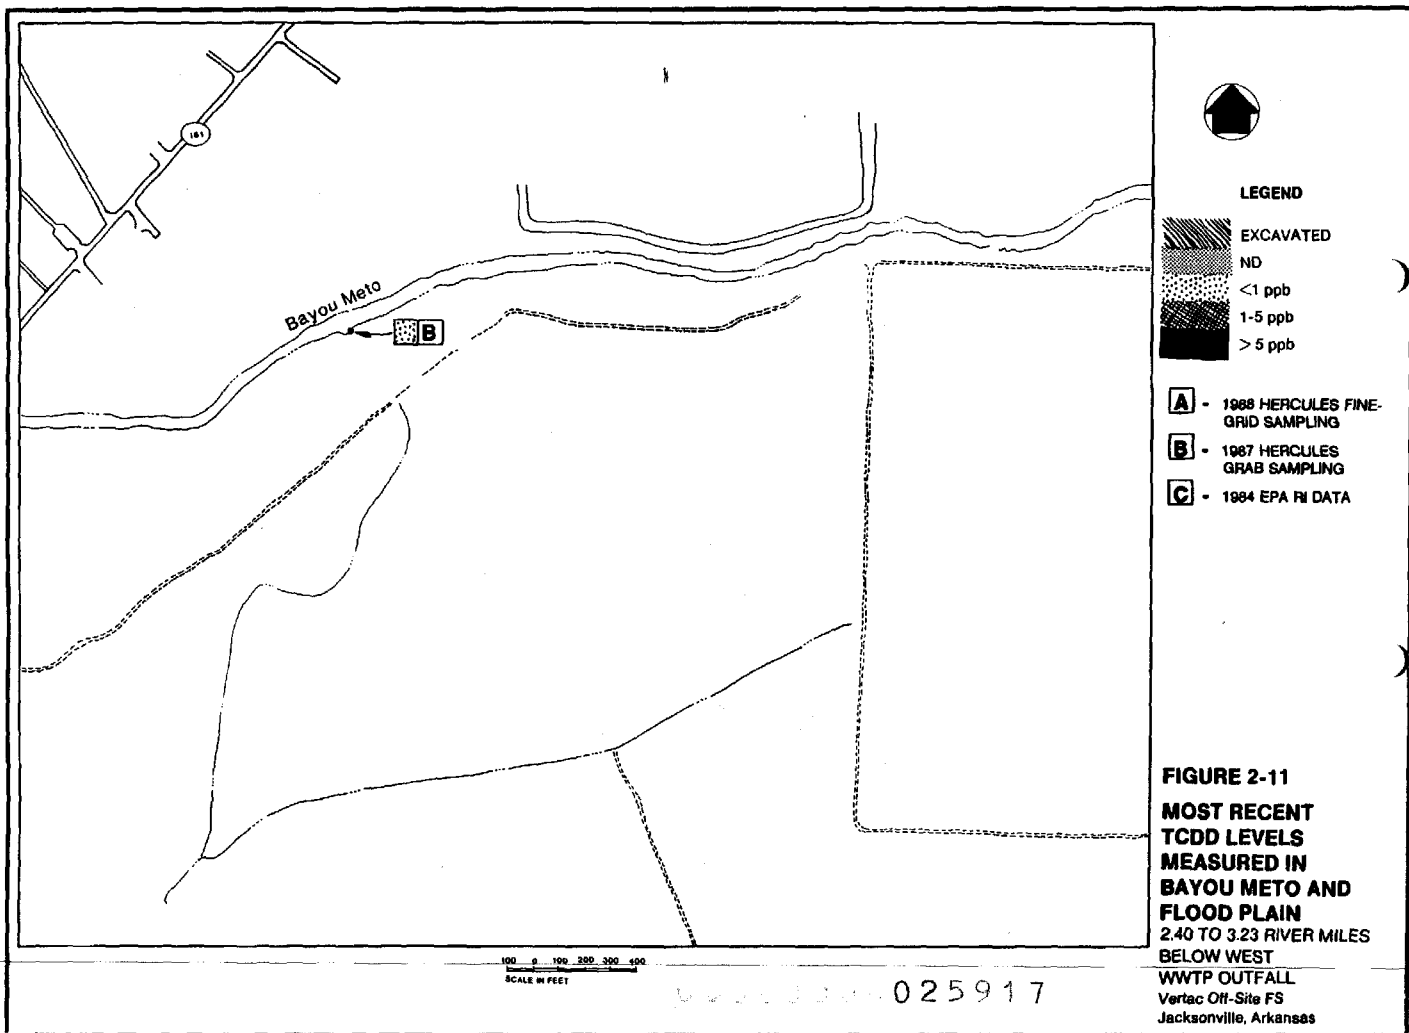 161
Bayou Meto
B
LEGEND
EXCAVATED
ND
<1 ppb
1-5 ppb
> 5 ppb
A - 1988 HERCULES FINE-
GRID SAMPLING
B - 1987 HERCULES
GRAB SAMPLING
C - 1984 EPA RI DATA
FIGURE 2-11
MOST RECENT
TCDD LEVELS
MEASURED IN
BAYOU METO AND
FLOOD PLAIN
2.40 TO 3.23 RIVER MILES
BELOW WEST
WWTP OUTFALL
Vertac Off-Site FS
Jacksonville, Arkansas
100 0 100 200 300 400
SCALE IN FEET
025917